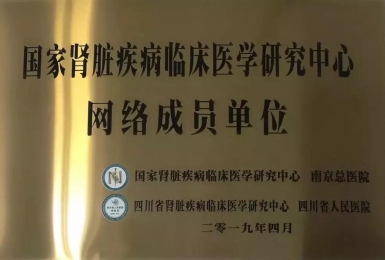 国家肾脏疾病临床医学研究中心
网络成员单位
国家肾脏疾病临床医学研究中心 南京总医院
四川省肾脏疾病临床医学研究中心 四川省人民医院
二零一九年四月